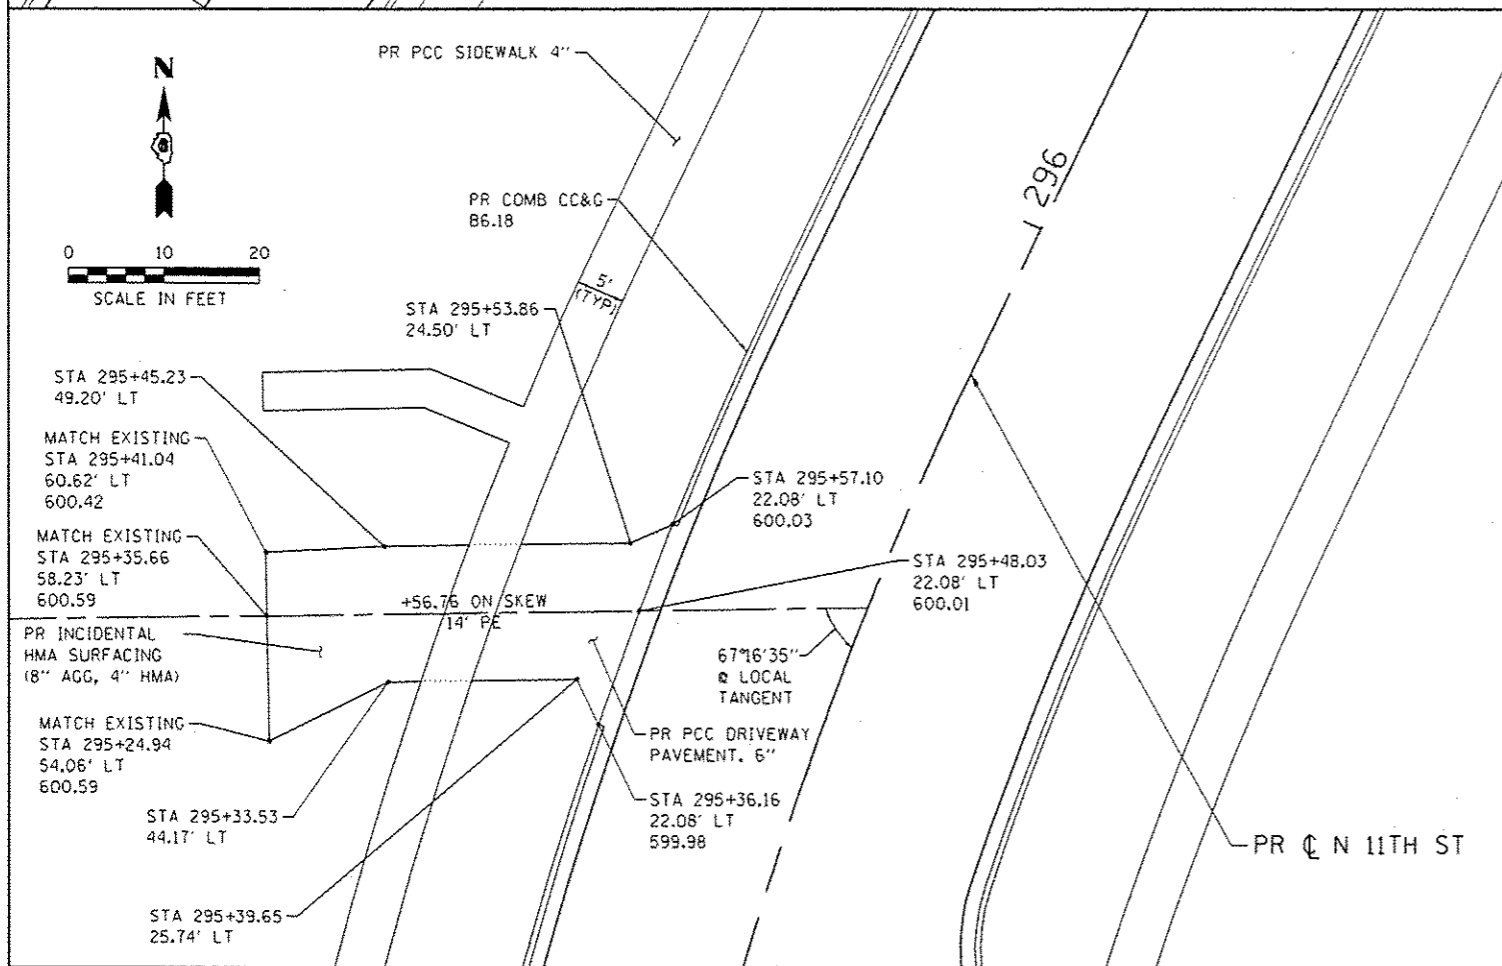 PR PCC SIDEWALK 4''
N
296
PR COMB CC&G
B6.18
0 10 20
SCALE IN FEET
5'
(TYP)
STA 295+53.86
24.50' LT
STA 295+45.23
49.20' LT
MATCH EXISTING
STA 295+41.04
60.62' LT
600.42
STA 295+57.10
22.08' LT
600.03
MATCH EXISTING
STA 295+35.66
58.23' LT
600.59
STA 295+48.03
22.08' LT
600.01
+56.76 ON SKEW
14' PE
PR INCIDENTAL
HMA SURFACING
(8'' AGG, 4'' HMA)
67°16'35''
@ LOCAL
TANGENT
MATCH EXISTING
STA 295+24.94
54.06' LT
600.59
PR PCC DRIVEWAY
PAVEMENT, 6''
STA 295+33.53
44.17' LT
STA 295+36.16
22.08' LT
599.98
PR ℄ N 11TH ST
STA 295+39.65
25.74' LT